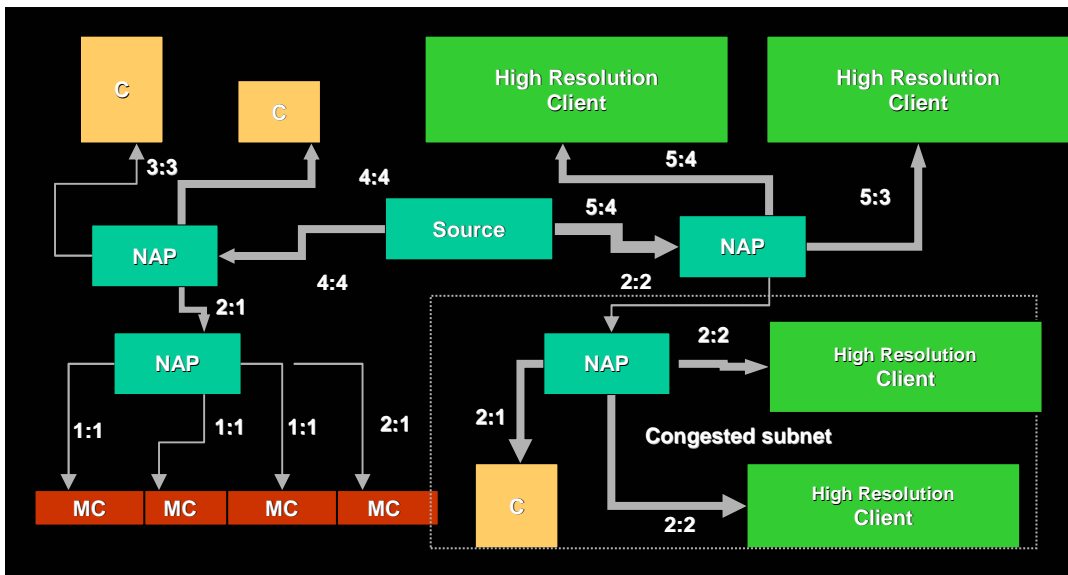 C
C
High Resolution
Client
High Resolution
Client
3:3
4:4
5:4
5:4
5:3
Source
NAP
NAP
4:4
2:2
2:1
NAP
NAP
2:2
High Resolution
Client
1:1
1:1
1:1
2:1
2:1
Congested subnet
MC
MC
MC
MC
C
High Resolution
Client
2:2